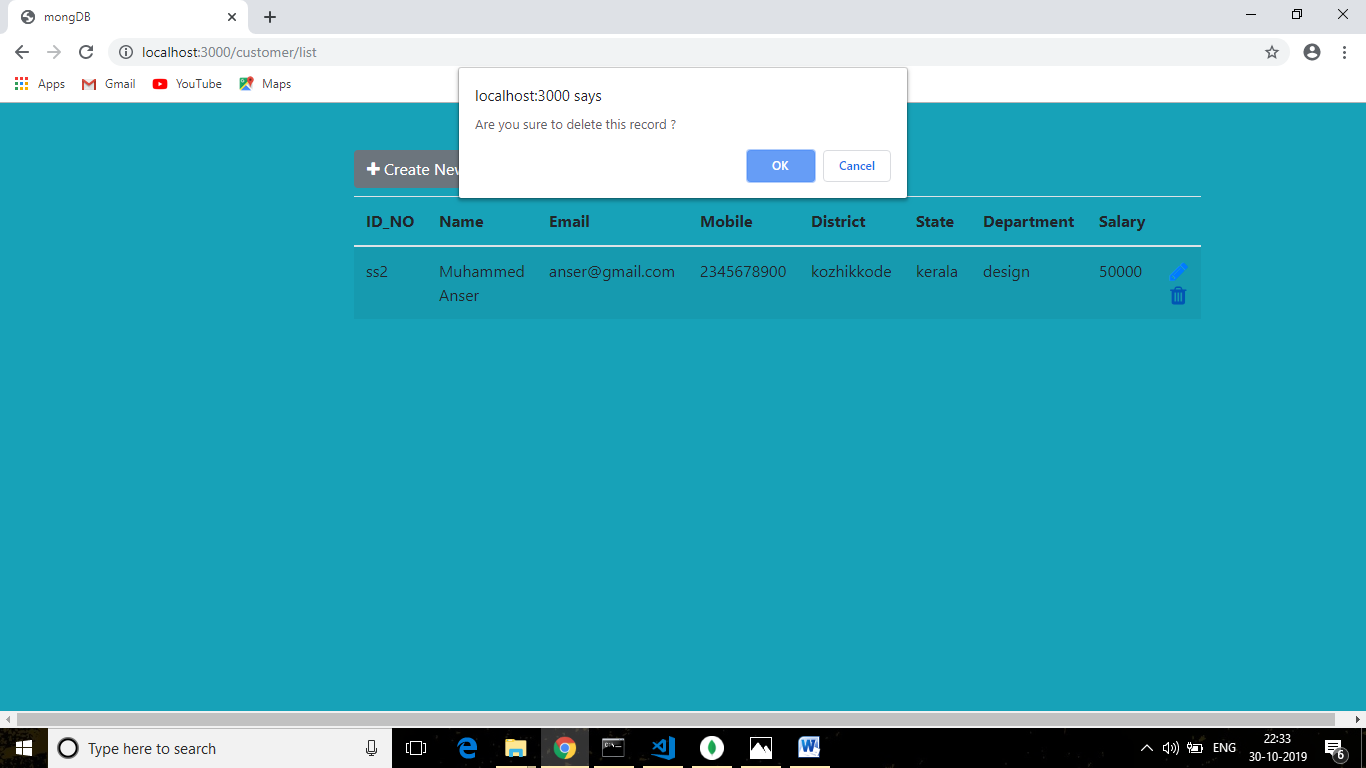 mongDB
localhost:3000/customer/list
Apps Gmail YouTube Maps
localhost:3000 says
Are you sure to delete this record ?
OK Cancel
Create New
ID_NO Name Email Mobile District State Department Salary
ss2 Muhammed anser@gmail.com 2345678900 kozhikkode kerala design 50000
Anser
Type here to search
ENG
22:33
30-10-2019
6